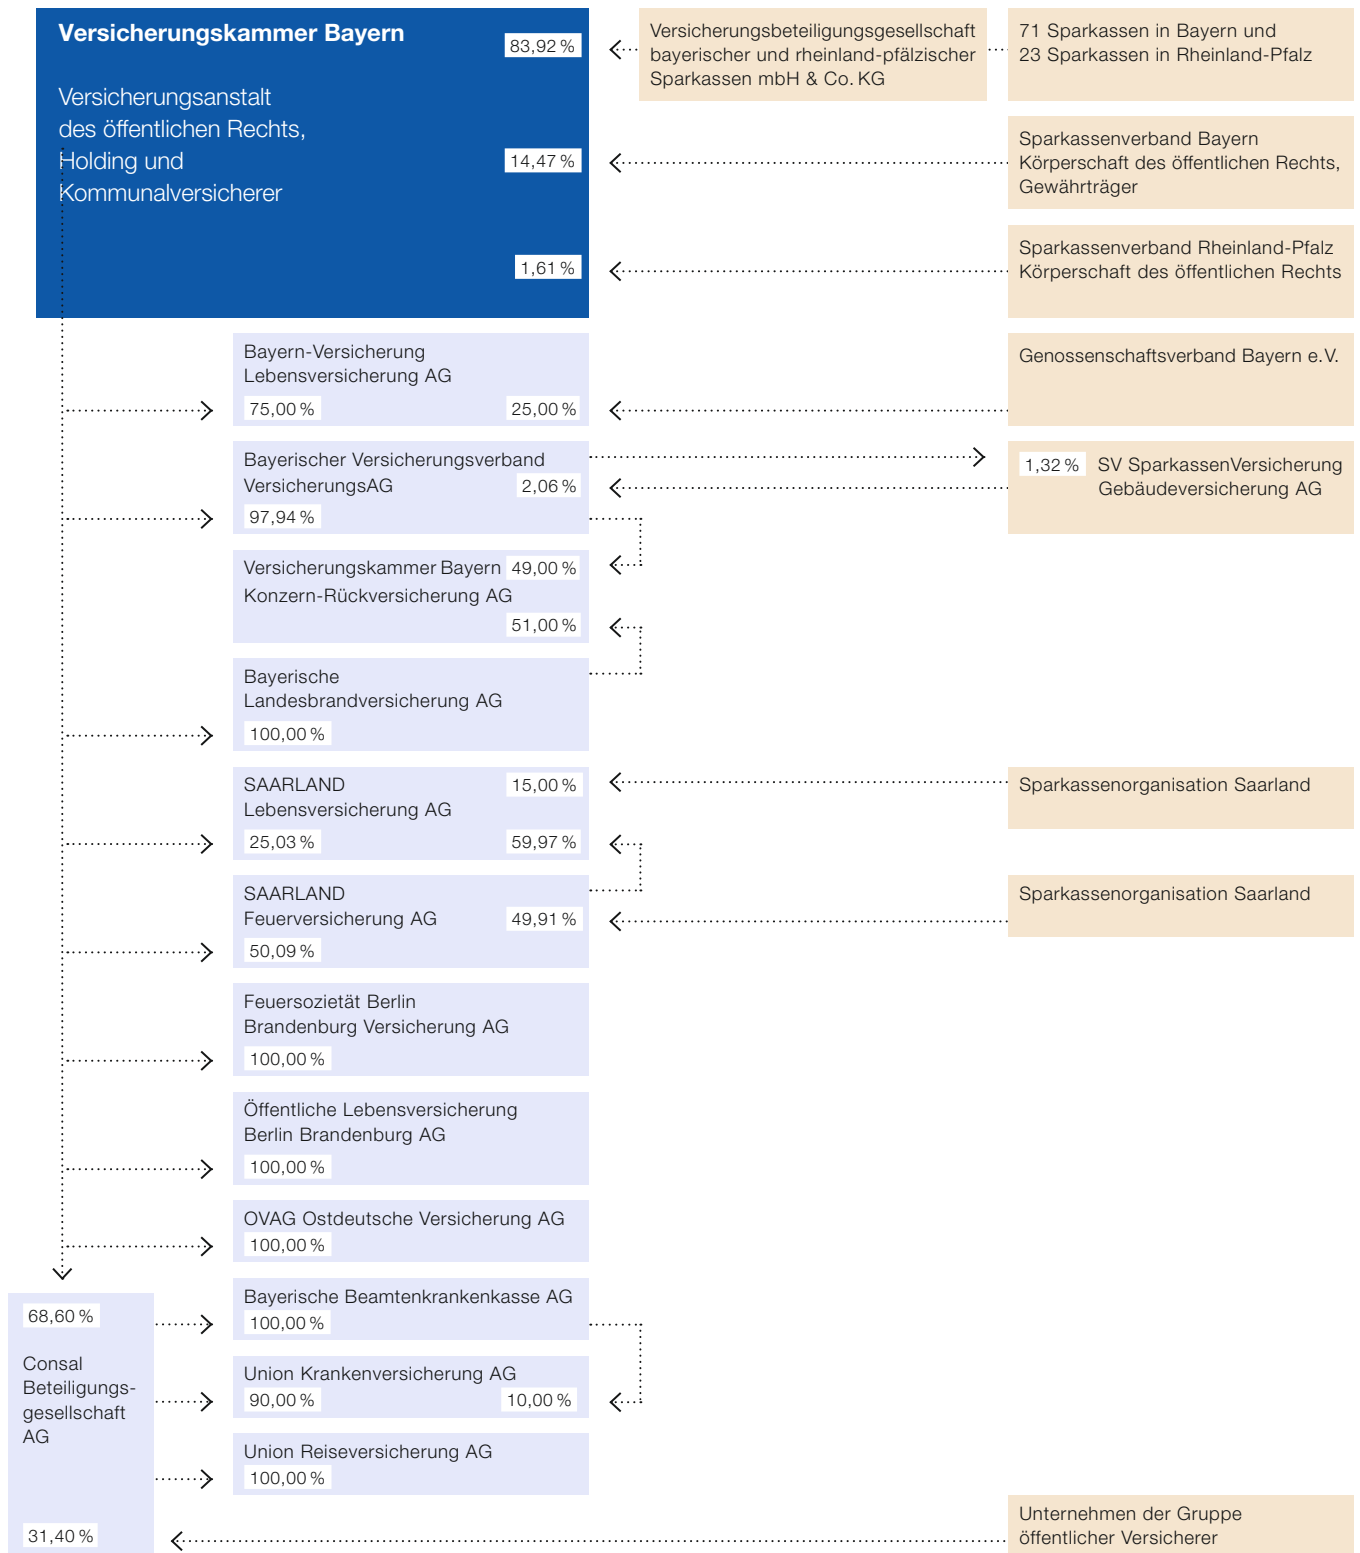 Versicherungskammer Bayern
83,92 %
Versicherungsanstalt
des öffentlichen Rechts,
Holding und
Kommunalversicherer
14,47 %
1,61 %
Versicherungsbeteiligungsgesellschaft
bayerischer und rheinland-pfälzischer
Sparkassen mbH & Co. KG
71 Sparkassen in Bayern und
23 Sparkassen in Rheinland-Pfalz
Sparkassenverband Bayern
Körperschaft des öffentlichen Rechts,
Gewährträger
Sparkassenverband Rheinland-Pfalz
Körperschaft des öffentlichen Rechts
Bayern-Versicherung
Lebensversicherung AG
75,00 % 25,00 %
Genossenschaftsverband Bayern e. V.
Bayerischer Versicherungsverband
VersicherungsAG 2,06 %
97,94 %
1,32 % SV SparkassenVersicherung
Gebäudeversicherung AG
Versicherungskammer Bayern 49,00 %
Konzern-Rückversicherung AG
51,00 %
Bayerische
Landesbrandversicherung AG
100,00 %
SAARLAND 15,00 %
Lebensversicherung AG
25,03 % 59,97 %
Sparkassenorganisation Saarland
SAARLAND
Feuerversicherung AG 49,91 %
50,09 %
Sparkassenorganisation Saarland
Feuersozietät Berlin
Brandenburg Versicherung AG
100,00 %
Öffentliche Lebensversicherung
Berlin Brandenburg AG
100,00 %
OVAG Ostdeutsche Versicherung AG
100,00 %
68,60 %
Consal
Beteiligungs-
gesellschaft
AG
31,40 %
Bayerische Beamtenkrankenkasse AG
100,00 %
Union Krankenversicherung AG
90,00 % 10,00 %
Union Reiseversicherung AG
100,00 %
Unternehmen der Gruppe
öffentlicher Versicherer